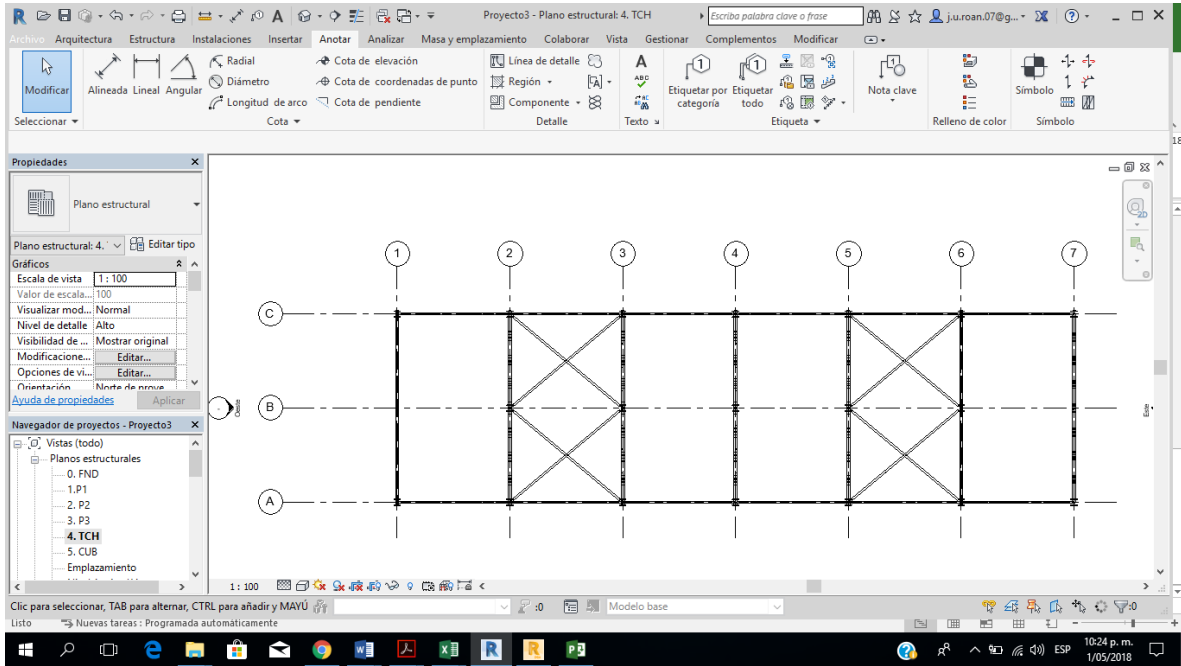 Proyecto3 - Plano estructural: 4. TCH
Escriba palabra clave o frase
j.u.roan.07@g...
Archivo Arquitectura Estructura Instalaciones Insertar Anotar Analizar Masa y emplazamiento Colaborar Vista Gestionar Complementos Modificar
Modificar
Alineada Lineal Angular
Radial
Diámetro
Longitud de arco
Cota de elevación
Cota de coordenadas de punto
Cota de pendiente
Línea de detalle
Región
Componente
A
ABC
Etiquetar por categoría
Etiquetar todo
Nota clave
Símbolo
Seleccionar
Cota
Detalle
Texto
Etiqueta
Relleno de color
Símbolo
18
Propiedades
Plano estructural
Plano estructural: 4.
Editar tipo
Gráficos
Escala de vista 1 : 100
Valor de escala... 100
Visualizar mod... Normal
Nivel de detalle Alto
Visibilidad de ... Mostrar original
Modificacione... Editar...
Opciones de vi... Editar...
Orientación Norte de proye
Ayuda de propiedades Aplicar
Navegador de proyectos - Proyecto3
Vistas (todo)
Planos estructurales
0. FND
1.P1
2. P2
3. P3
4. TCH
5. CUB
Emplazamiento
2D
1 2 3 4 5 6 7
C
B
A
Oeste
Este
1 : 100
Clic para seleccionar, TAB para alternar, CTRL para añadir y MAYÚ
:0
Modelo base
:0
Listo
Nuevas tareas : Programada automáticamente
ESP
10:24 p. m.
1/05/2018